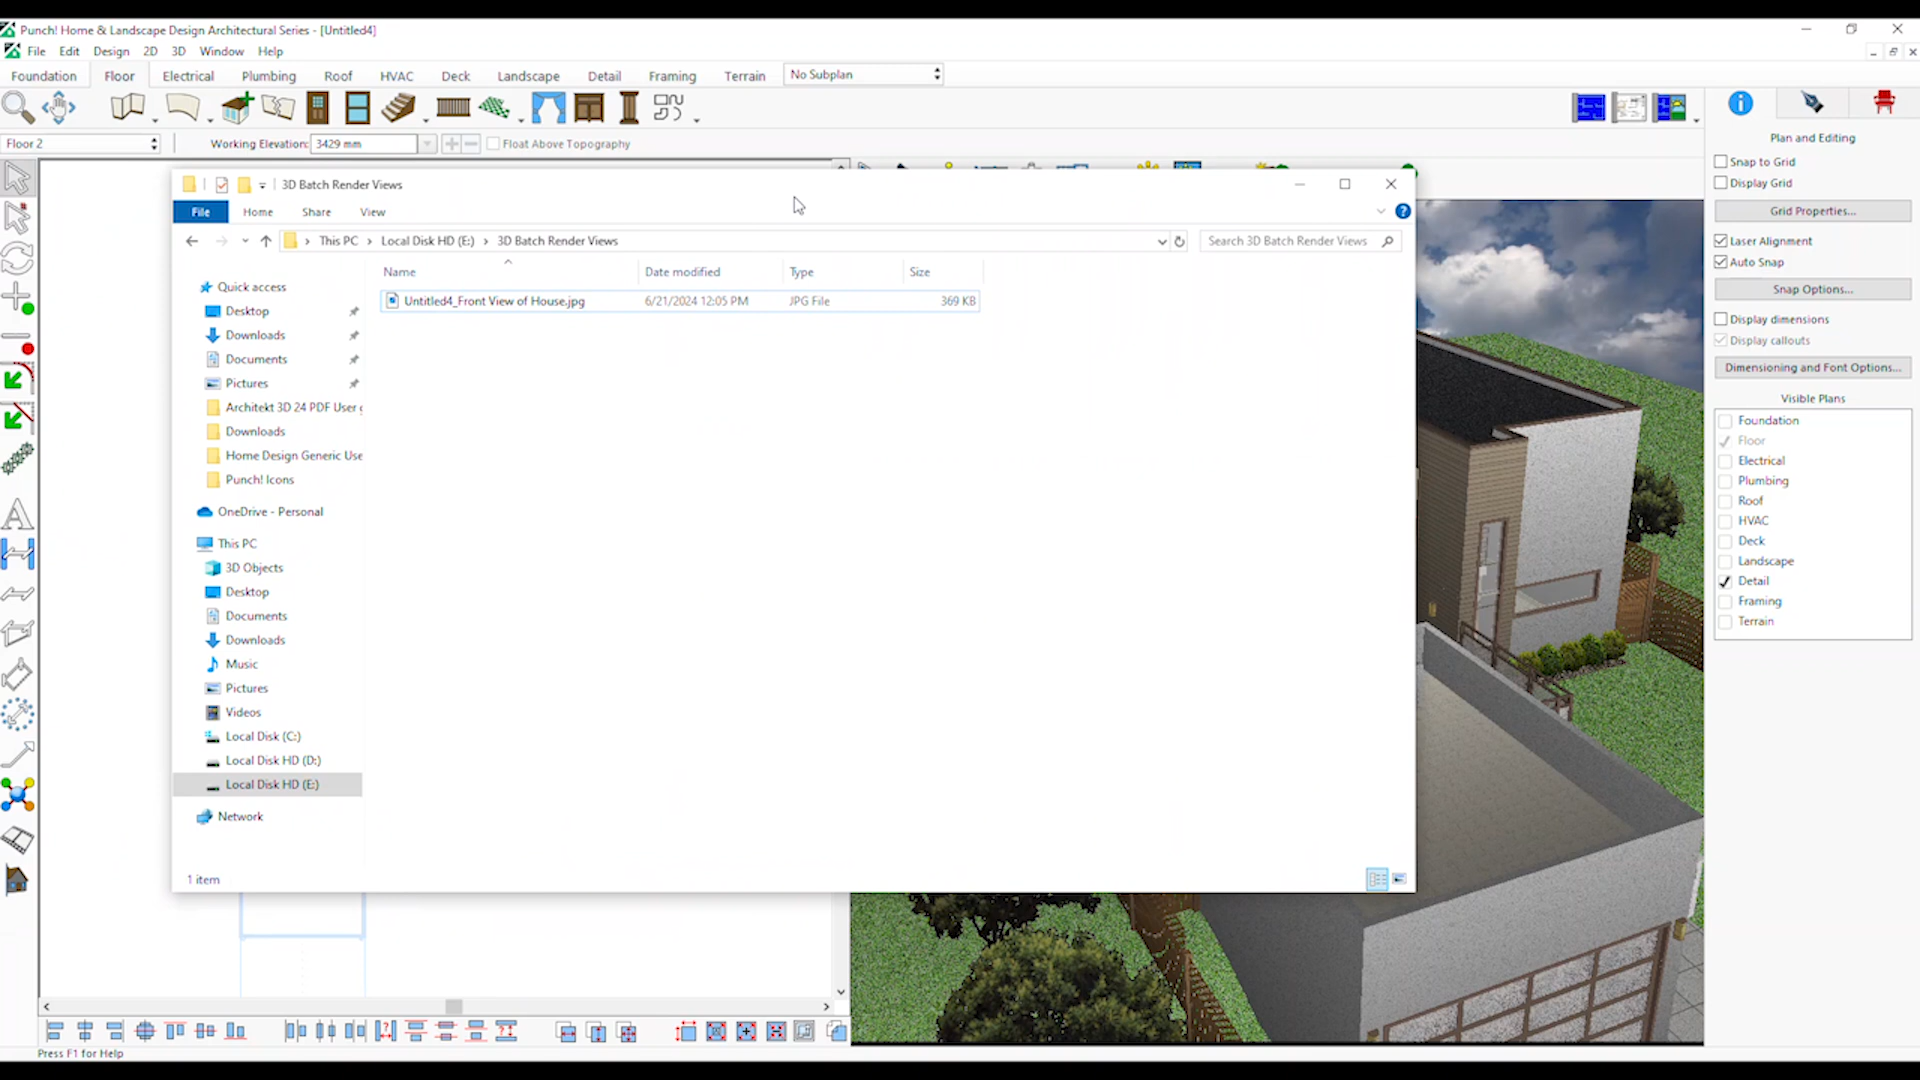 Punch! Home & Landscape Design Architectural Series - [Untitled4]
File Edit Design 2D 3D Window Help
Foundation Floor Electrical Plumbing Roof HVAC Deck Landscape Detail Framing Terrain No Subplan
Floor 2 Working Elevation: 3429 mm Float Above Topography
3D Batch Render Views
File Home Share View
This PC Local Disk HD (E:) 3D Batch Render Views Search 3D Batch Render Views
Name Date modified Type Size
Untitled4_Front View of House.jpg 6/21/2024 12:05 PM JPG File 369 KB
Quick access
Desktop
Downloads
Documents
Pictures
Architekt 3D 24 PDF User g
Downloads
Home Design Generic Use
Punch! Icons
OneDrive - Personal
This PC
3D Objects
Desktop
Documents
Downloads
Music
Pictures
Videos
Local Disk (C:)
Local Disk HD (D:)
Local Disk HD (E:)
Network
1 item
Plan and Editing
Snap to Grid
Display Grid
Grid Properties...
Laser Alignment
Auto Snap
Snap Options...
Display dimensions
Display callouts
Dimensioning and Font Options...
Visible Plans
Foundation
Floor
Electrical
Plumbing
Roof
HVAC
Deck
Landscape
Detail
Framing
Terrain
Press F1 for Help